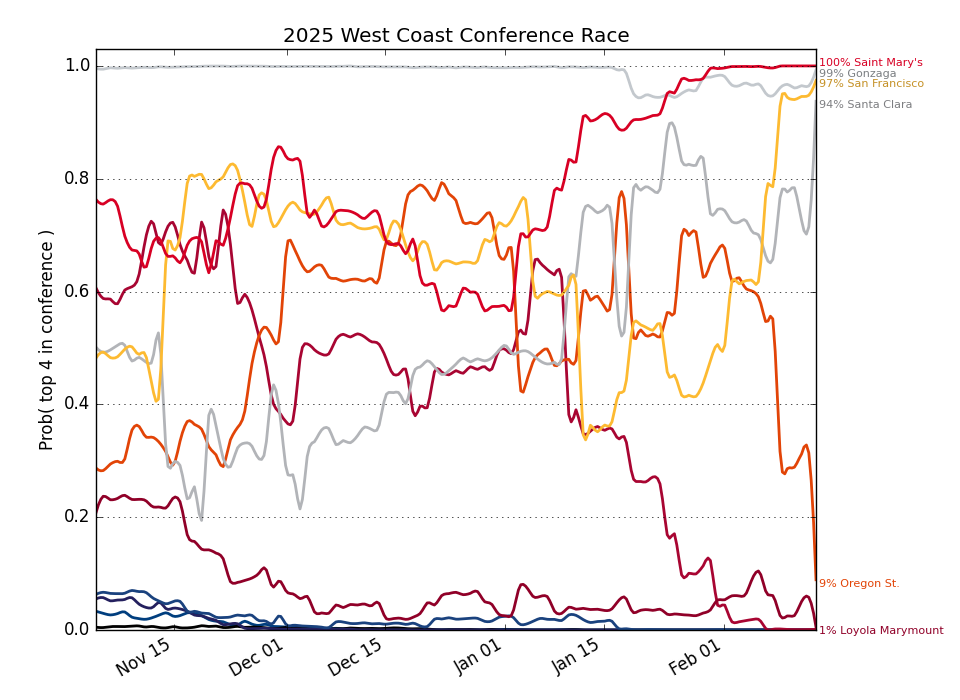 2025 West Coast Conference Race
Prob( top 4 in conference )
1.0
0.8
0.6
0.4
0.2
0.0
Nov 15
Dec 01
Dec 15
Jan 01
Jan 15
Feb 01
100% Saint Mary's
99% Gonzaga
97% San Francisco
94% Santa Clara
9% Oregon St.
1% Loyola Marymount